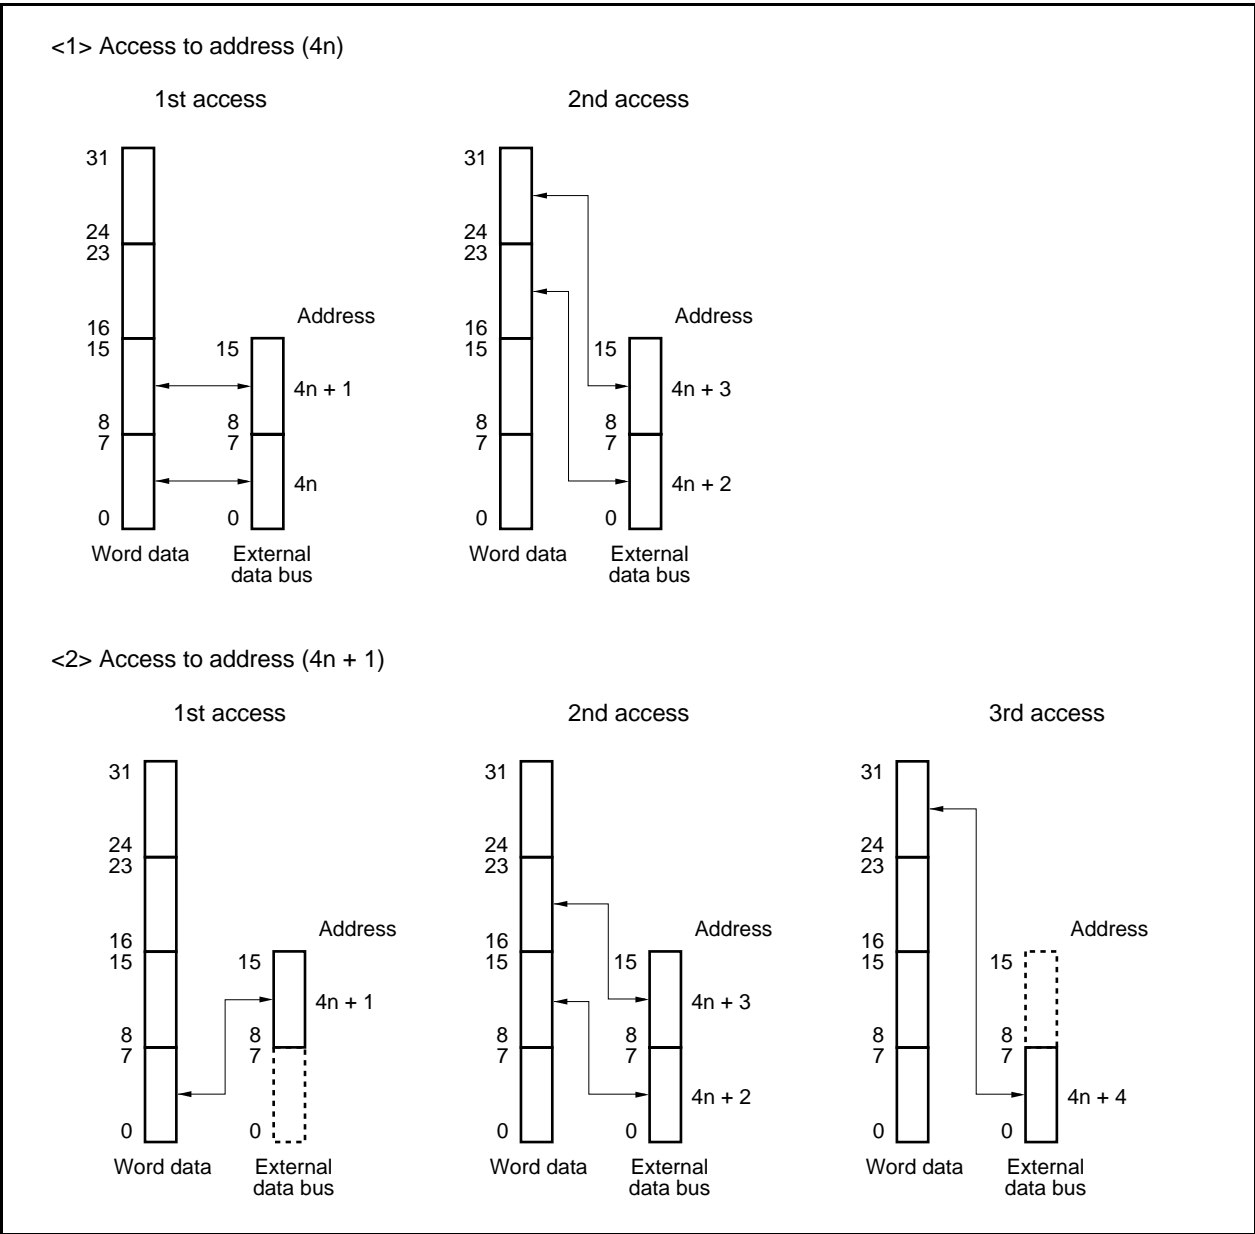 <1> Access to address (4n)
1st access
2nd access
31
24
23
16
15
8
7
0
15
8
7
0
Address
4n + 1
4n
Word data
External
data bus
31
24
23
16
15
8
7
0
15
8
7
0
Address
4n + 3
4n + 2
Word data
External
data bus
<2> Access to address (4n + 1)
1st access
2nd access
3rd access
31
24
23
16
15
8
7
0
15
8
7
0
Address
4n + 1
Word data
External
data bus
31
24
23
16
15
8
7
0
15
8
7
0
Address
4n + 3
4n + 2
Word data
External
data bus
31
24
23
16
15
8
7
0
15
8
7
0
Address
4n + 4
Word data
External
data bus